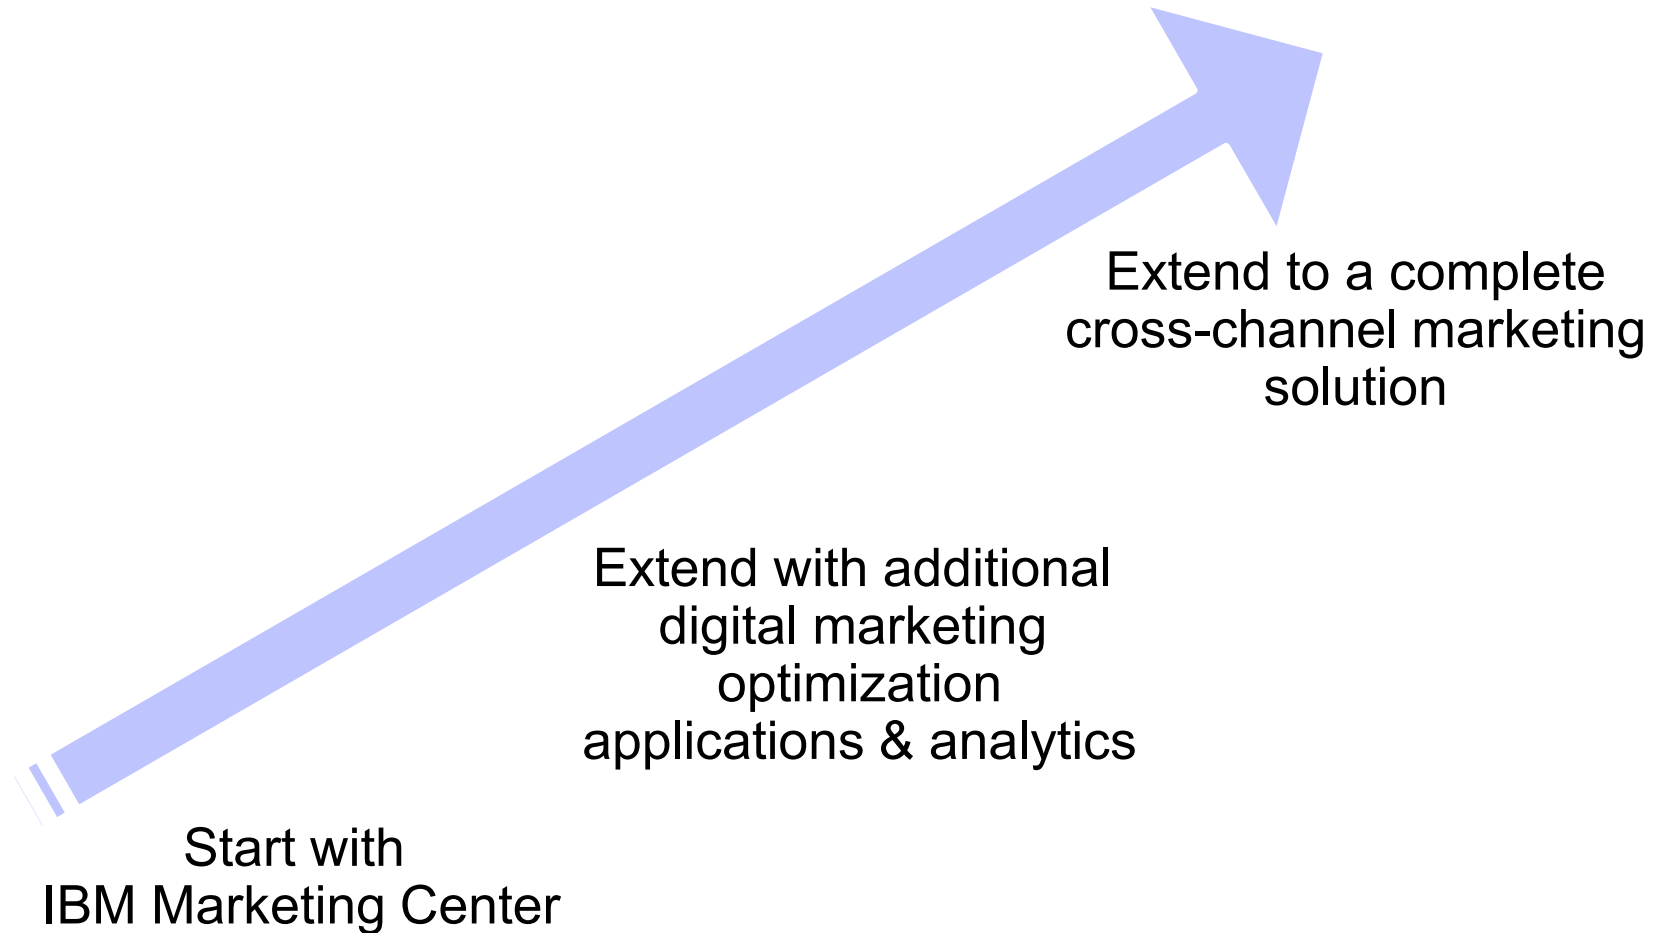 Extend to a complete
cross-channel marketing
solution
Extend with additional
digital marketing
optimization
applications & analytics
Start with
IBM Marketing Center